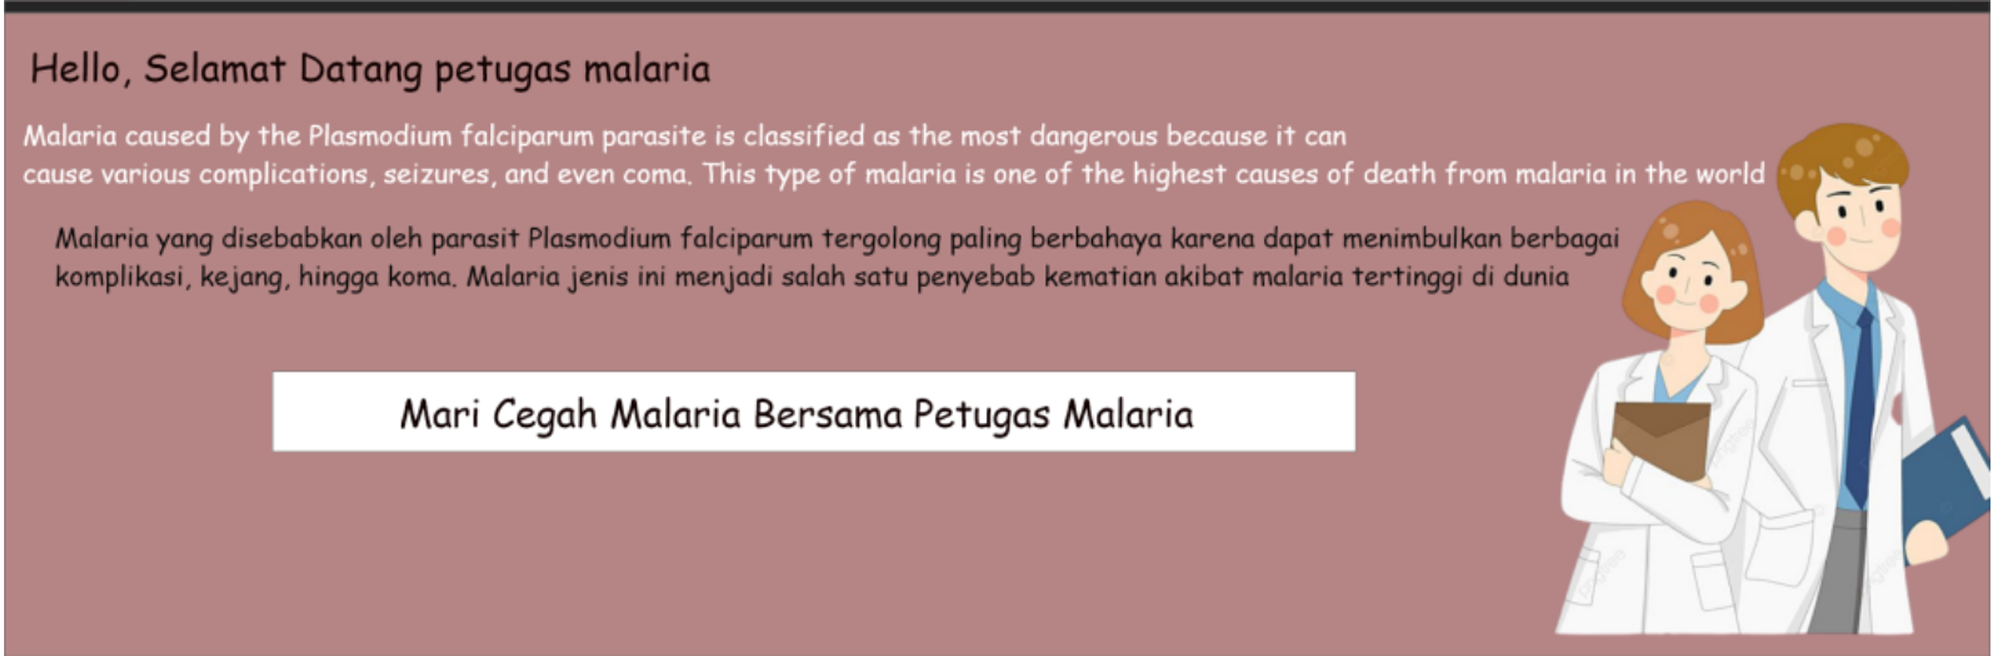 Hello, Selamat Datang petugas malaria
Malaria caused by the Plasmodium falciparum parasite is classified as the most dangerous because it can
cause various complications, seizures, and even coma. This type of malaria is one of the highest causes of death from malaria in the world
Malaria yang disebabkan oleh parasit Plasmodium falciparum tergolong paling berbahaya karena dapat menimbulkan berbagai
komplikasi, kejang, hingga koma. Malaria jenis ini menjadi salah satu penyebab kematian akibat malaria tertinggi di dunia
Mari Cegah Malaria Bersama Petugas Malaria
pngtree
pngtree
pngtree